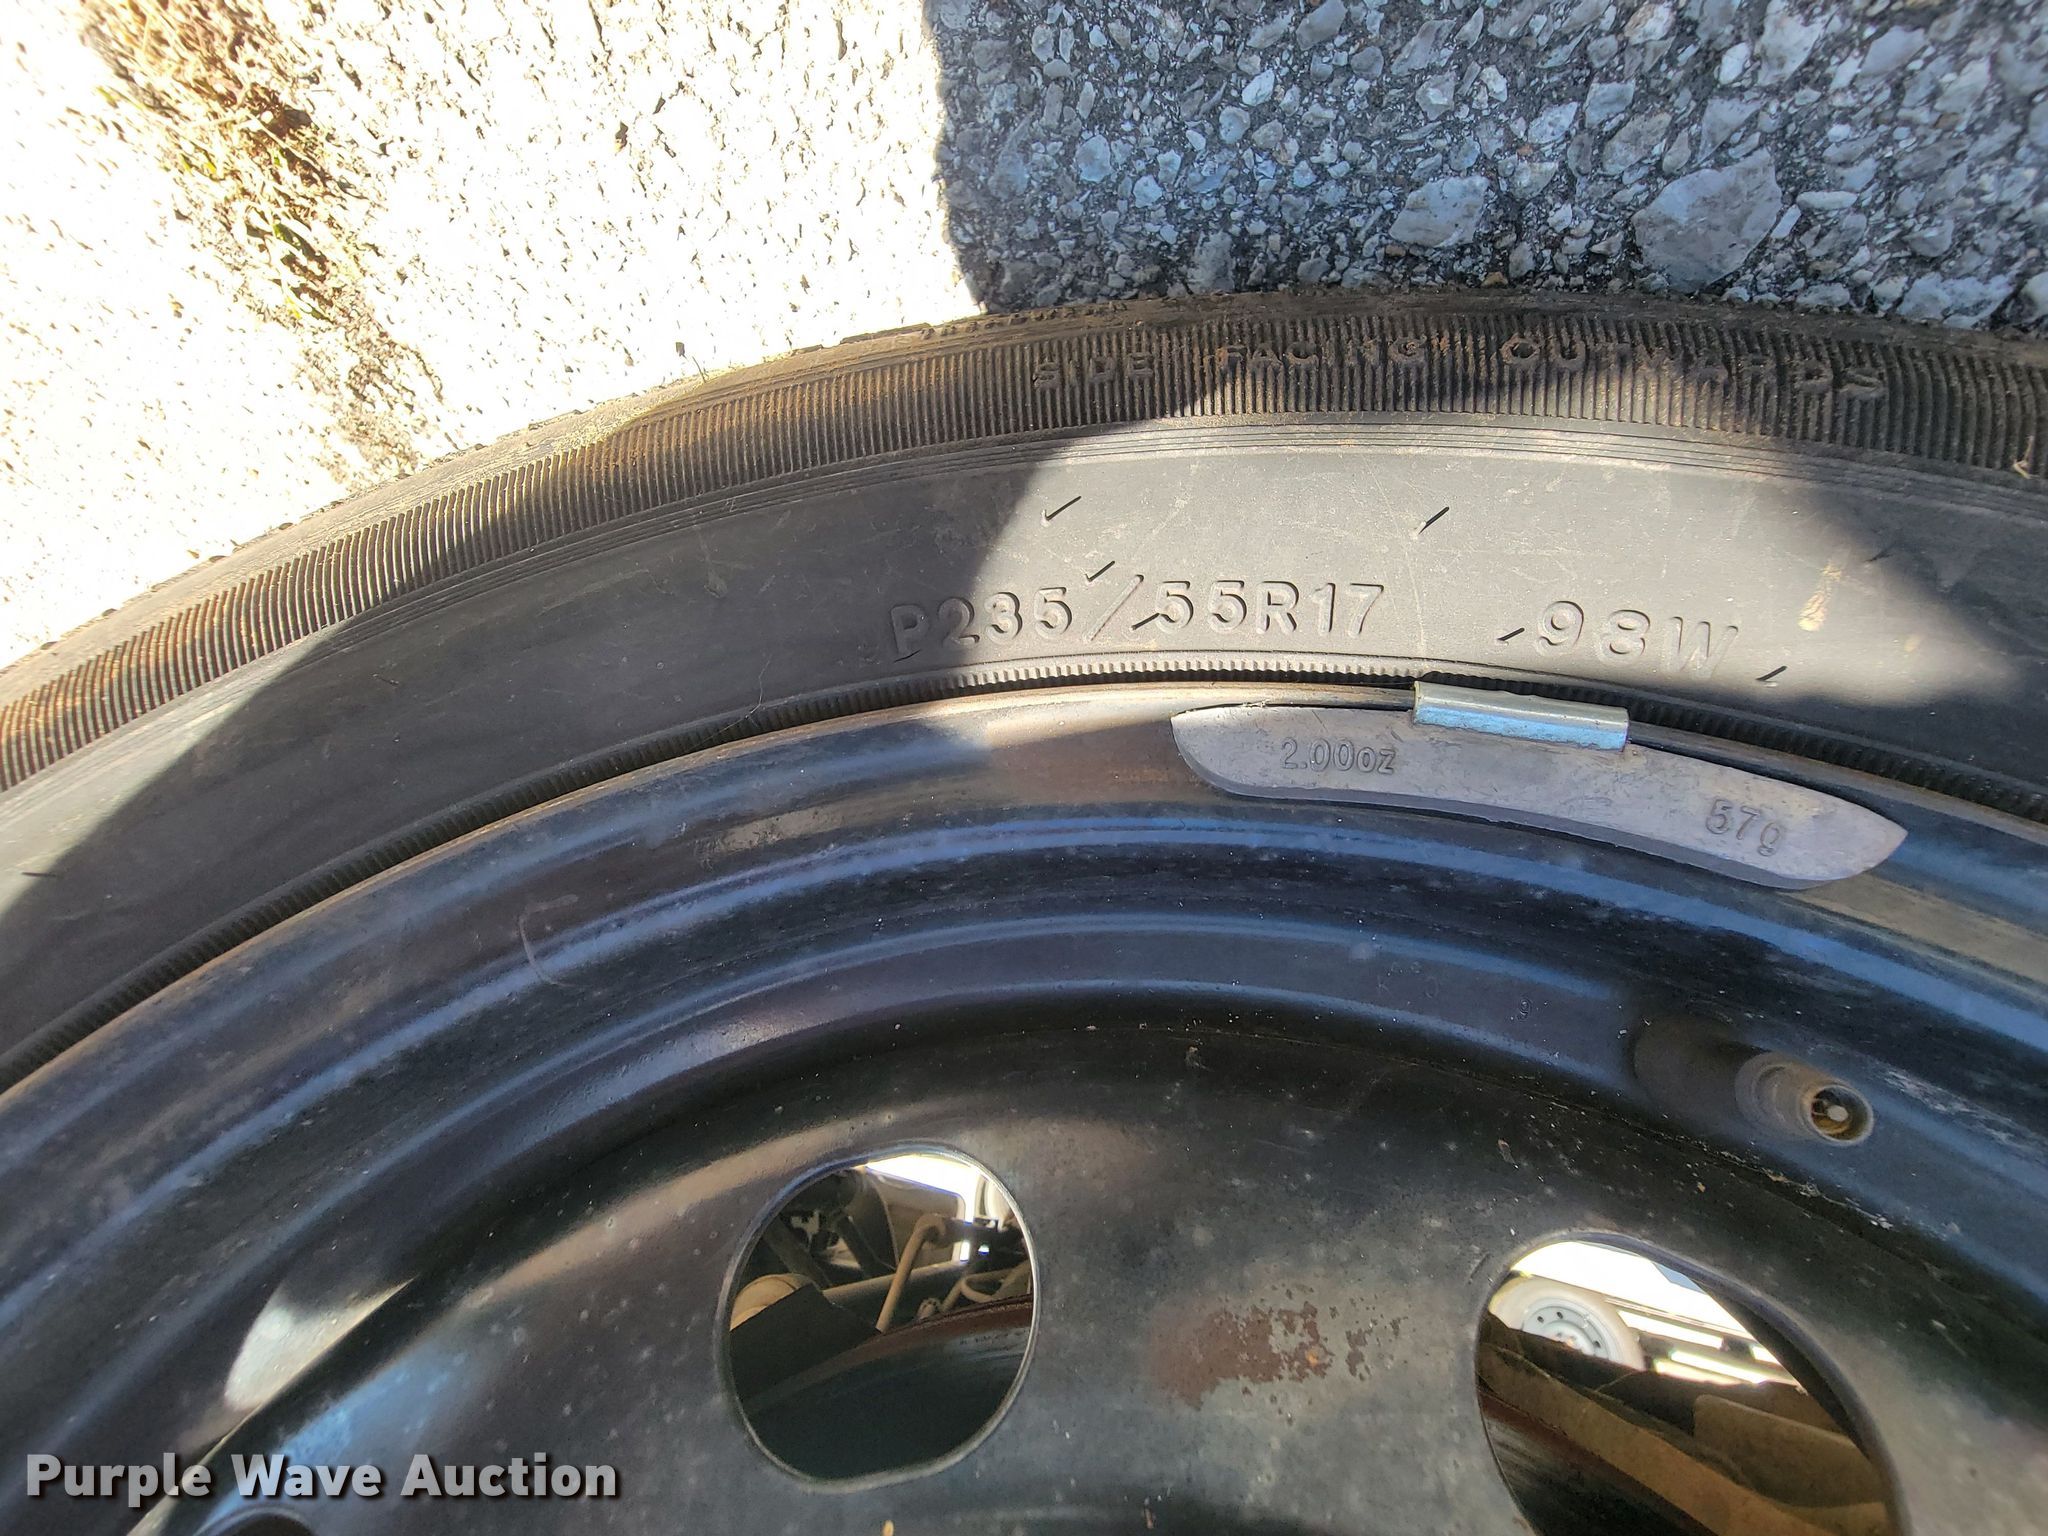 SIDE FACING OUTWARDS
P235/55R17 98W
2.00oz
57g
Purple Wave Auction